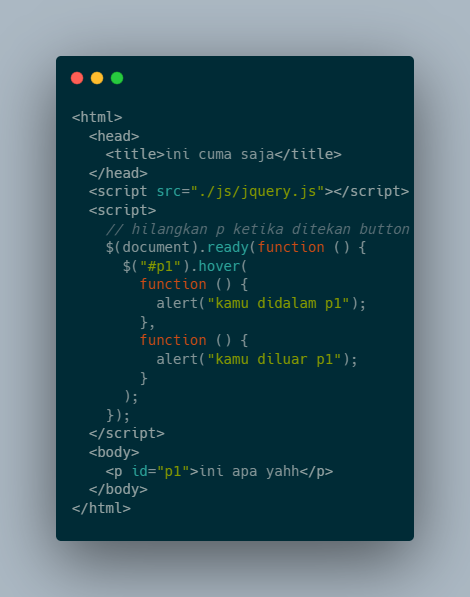 <html>
  <head>
    <title>ini cuma saja</title>
  </head>
  <script src="./js/jquery.js"></script>
  <script>
    // hilangkan p ketika ditekan button
    $(document).ready(function () {
      $("#p1").hover(
        function () {
          alert("kamu didalam p1");
        },
        function () {
          alert("kamu diluar p1");
        }
      );
    });
  </script>
  <body>
    <p id="p1">ini apa yahh</p>
  </body>
</html>